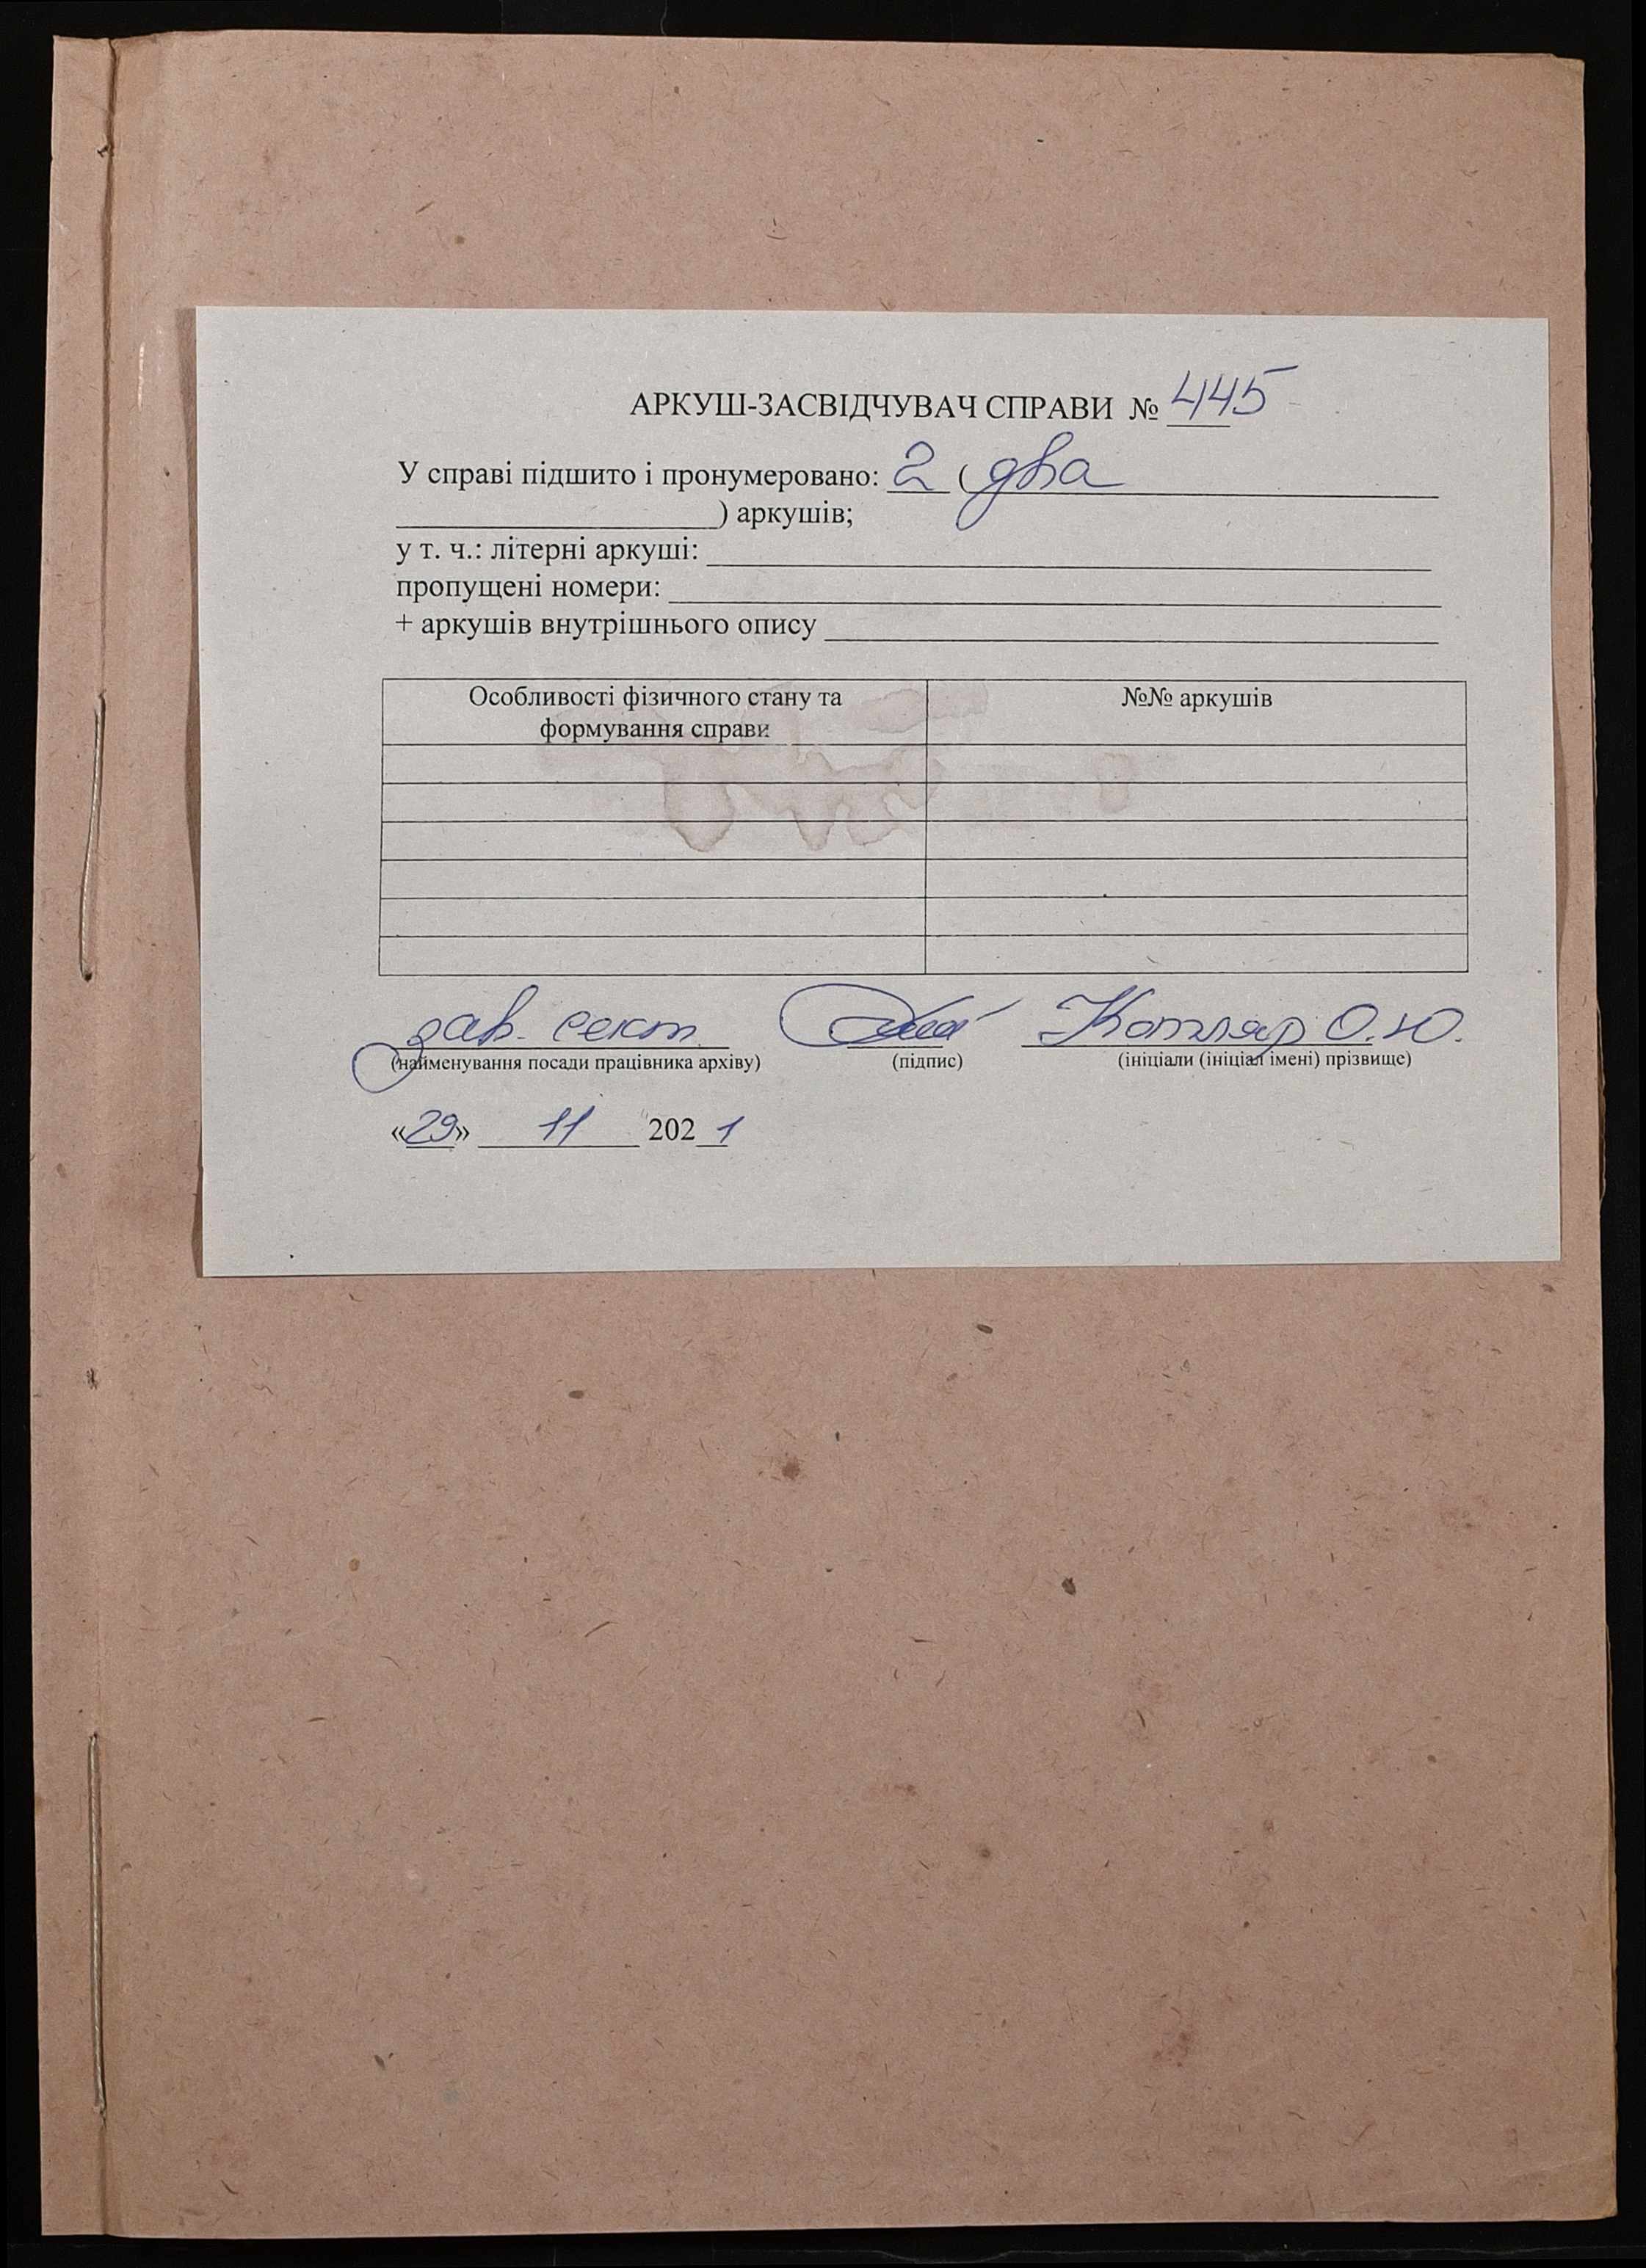 АРКУШ-ЗАСВІДЧУВАЧ СПРАВИ № 445
У справі підшито і пронумеровано: 2 (два
) аркушів;
у т. ч.: літерні аркуші:
пропущені номери:
+ аркушів внутрішнього опису
Особливості фізичного стану та
формування справи
№№ аркушів
зав. сект. Котляр О.Ю.
(найменування посади працівника архіву) (підпис) (ініціали (ініціал імені) прізвище)
«29» 11 2021